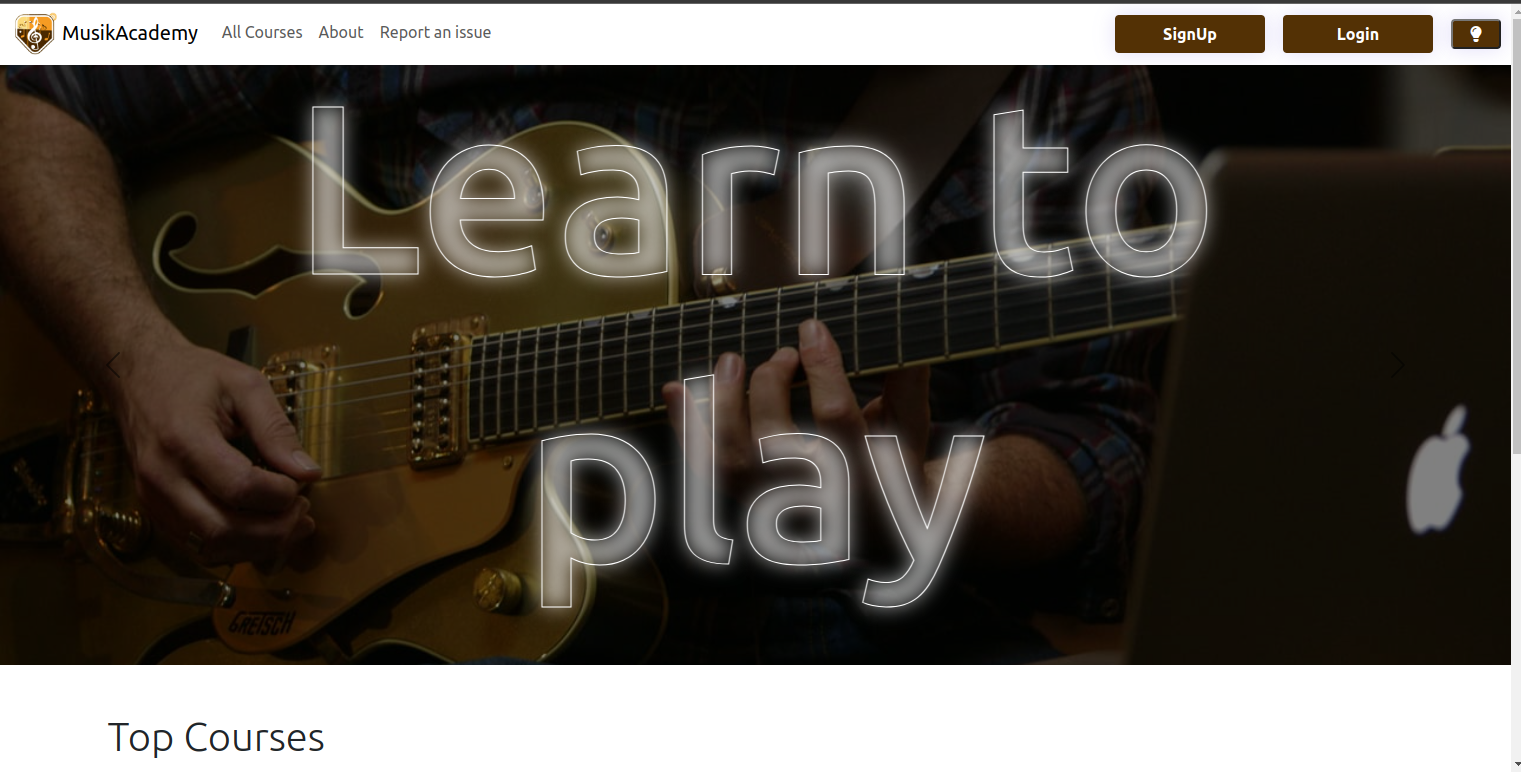 MusikAcademy All Courses About Report an issue SignUp Login
Learn to
play
GRETSCH
Top Courses